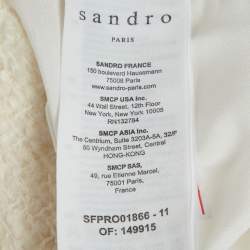 sandro
PARIS
SANDRO FRANCE
150 boulevard Haussmann
75008 Paris
www.sandro-paris.com
SMCP USA Inc.
44 Wall Street, 12th Floor
New York, New York 10005
RN132784
SMCP ASIA Inc.
The Centrium, Suite 3203A-5A, 32/F
60 Wyndham Street, Central
HONG-KONG
SMCP SAS,
49, rue Etienne Marcel,
75001 Paris,
France
SFPRO01866 - 11
OF: 149915